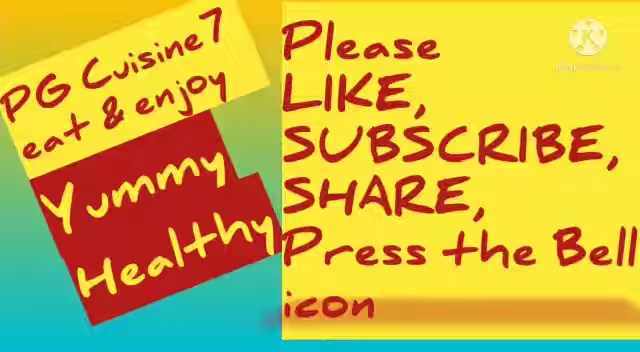 PG Cuisine7
eat & enjoy
Yummy
Healthy
Please
LIKE,
SUBSCRIBE,
SHARE,
Press the Bell
icon